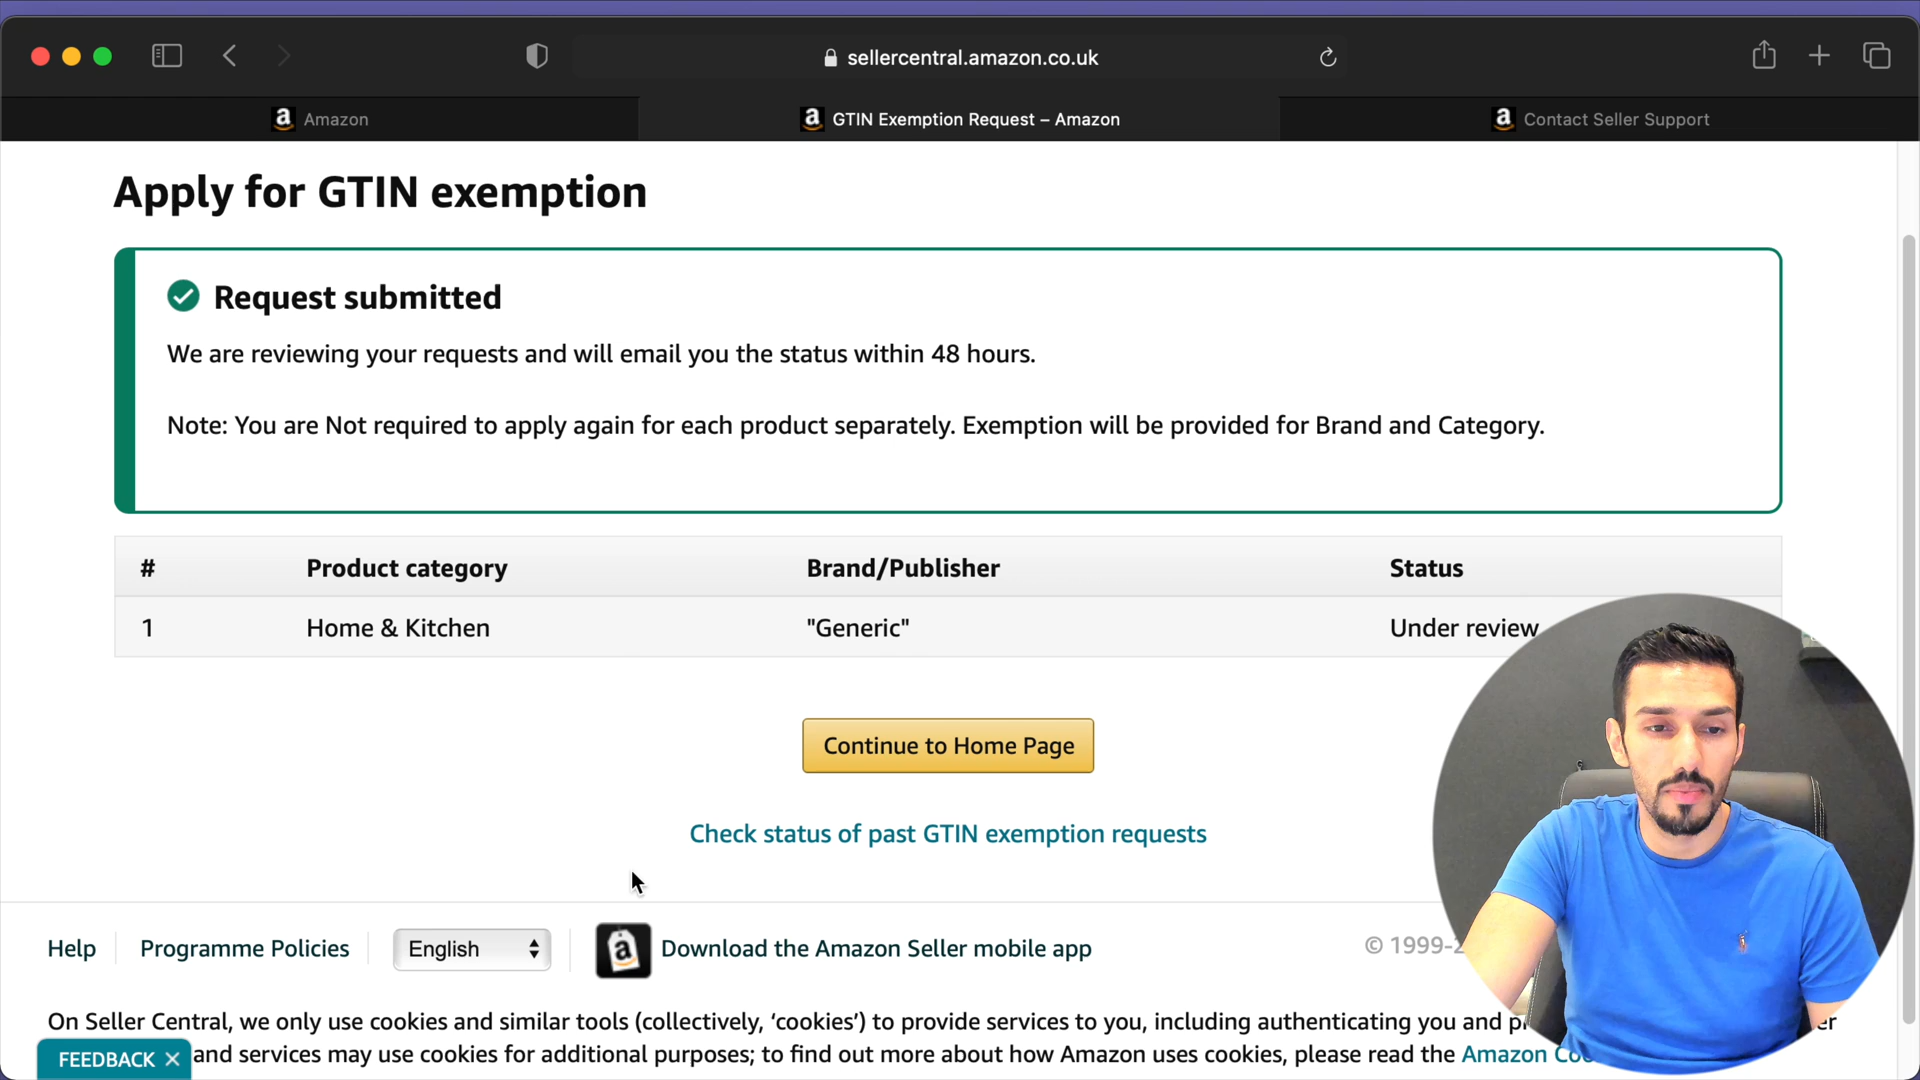 sellercentral.amazon.co.uk
Amazon
GTIN Exemption Request – Amazon
Contact Seller Support
Apply for GTIN exemption
Request submitted
We are reviewing your requests and will email you the status within 48 hours.
Note: You are Not required to apply again for each product separately. Exemption will be provided for Brand and Category.
# Product category Brand/Publisher Status
1 Home & Kitchen "Generic" Under review
Continue to Home Page
Check status of past GTIN exemption requests
Help Programme Policies English Download the Amazon Seller mobile app © 1999-
On Seller Central, we only use cookies and similar tools (collectively, ‘cookies’) to provide services to you, including authenticating you and
FEEDBACK × and services may use cookies for additional purposes; to find out more about how Amazon uses cookies, please read the Amazon